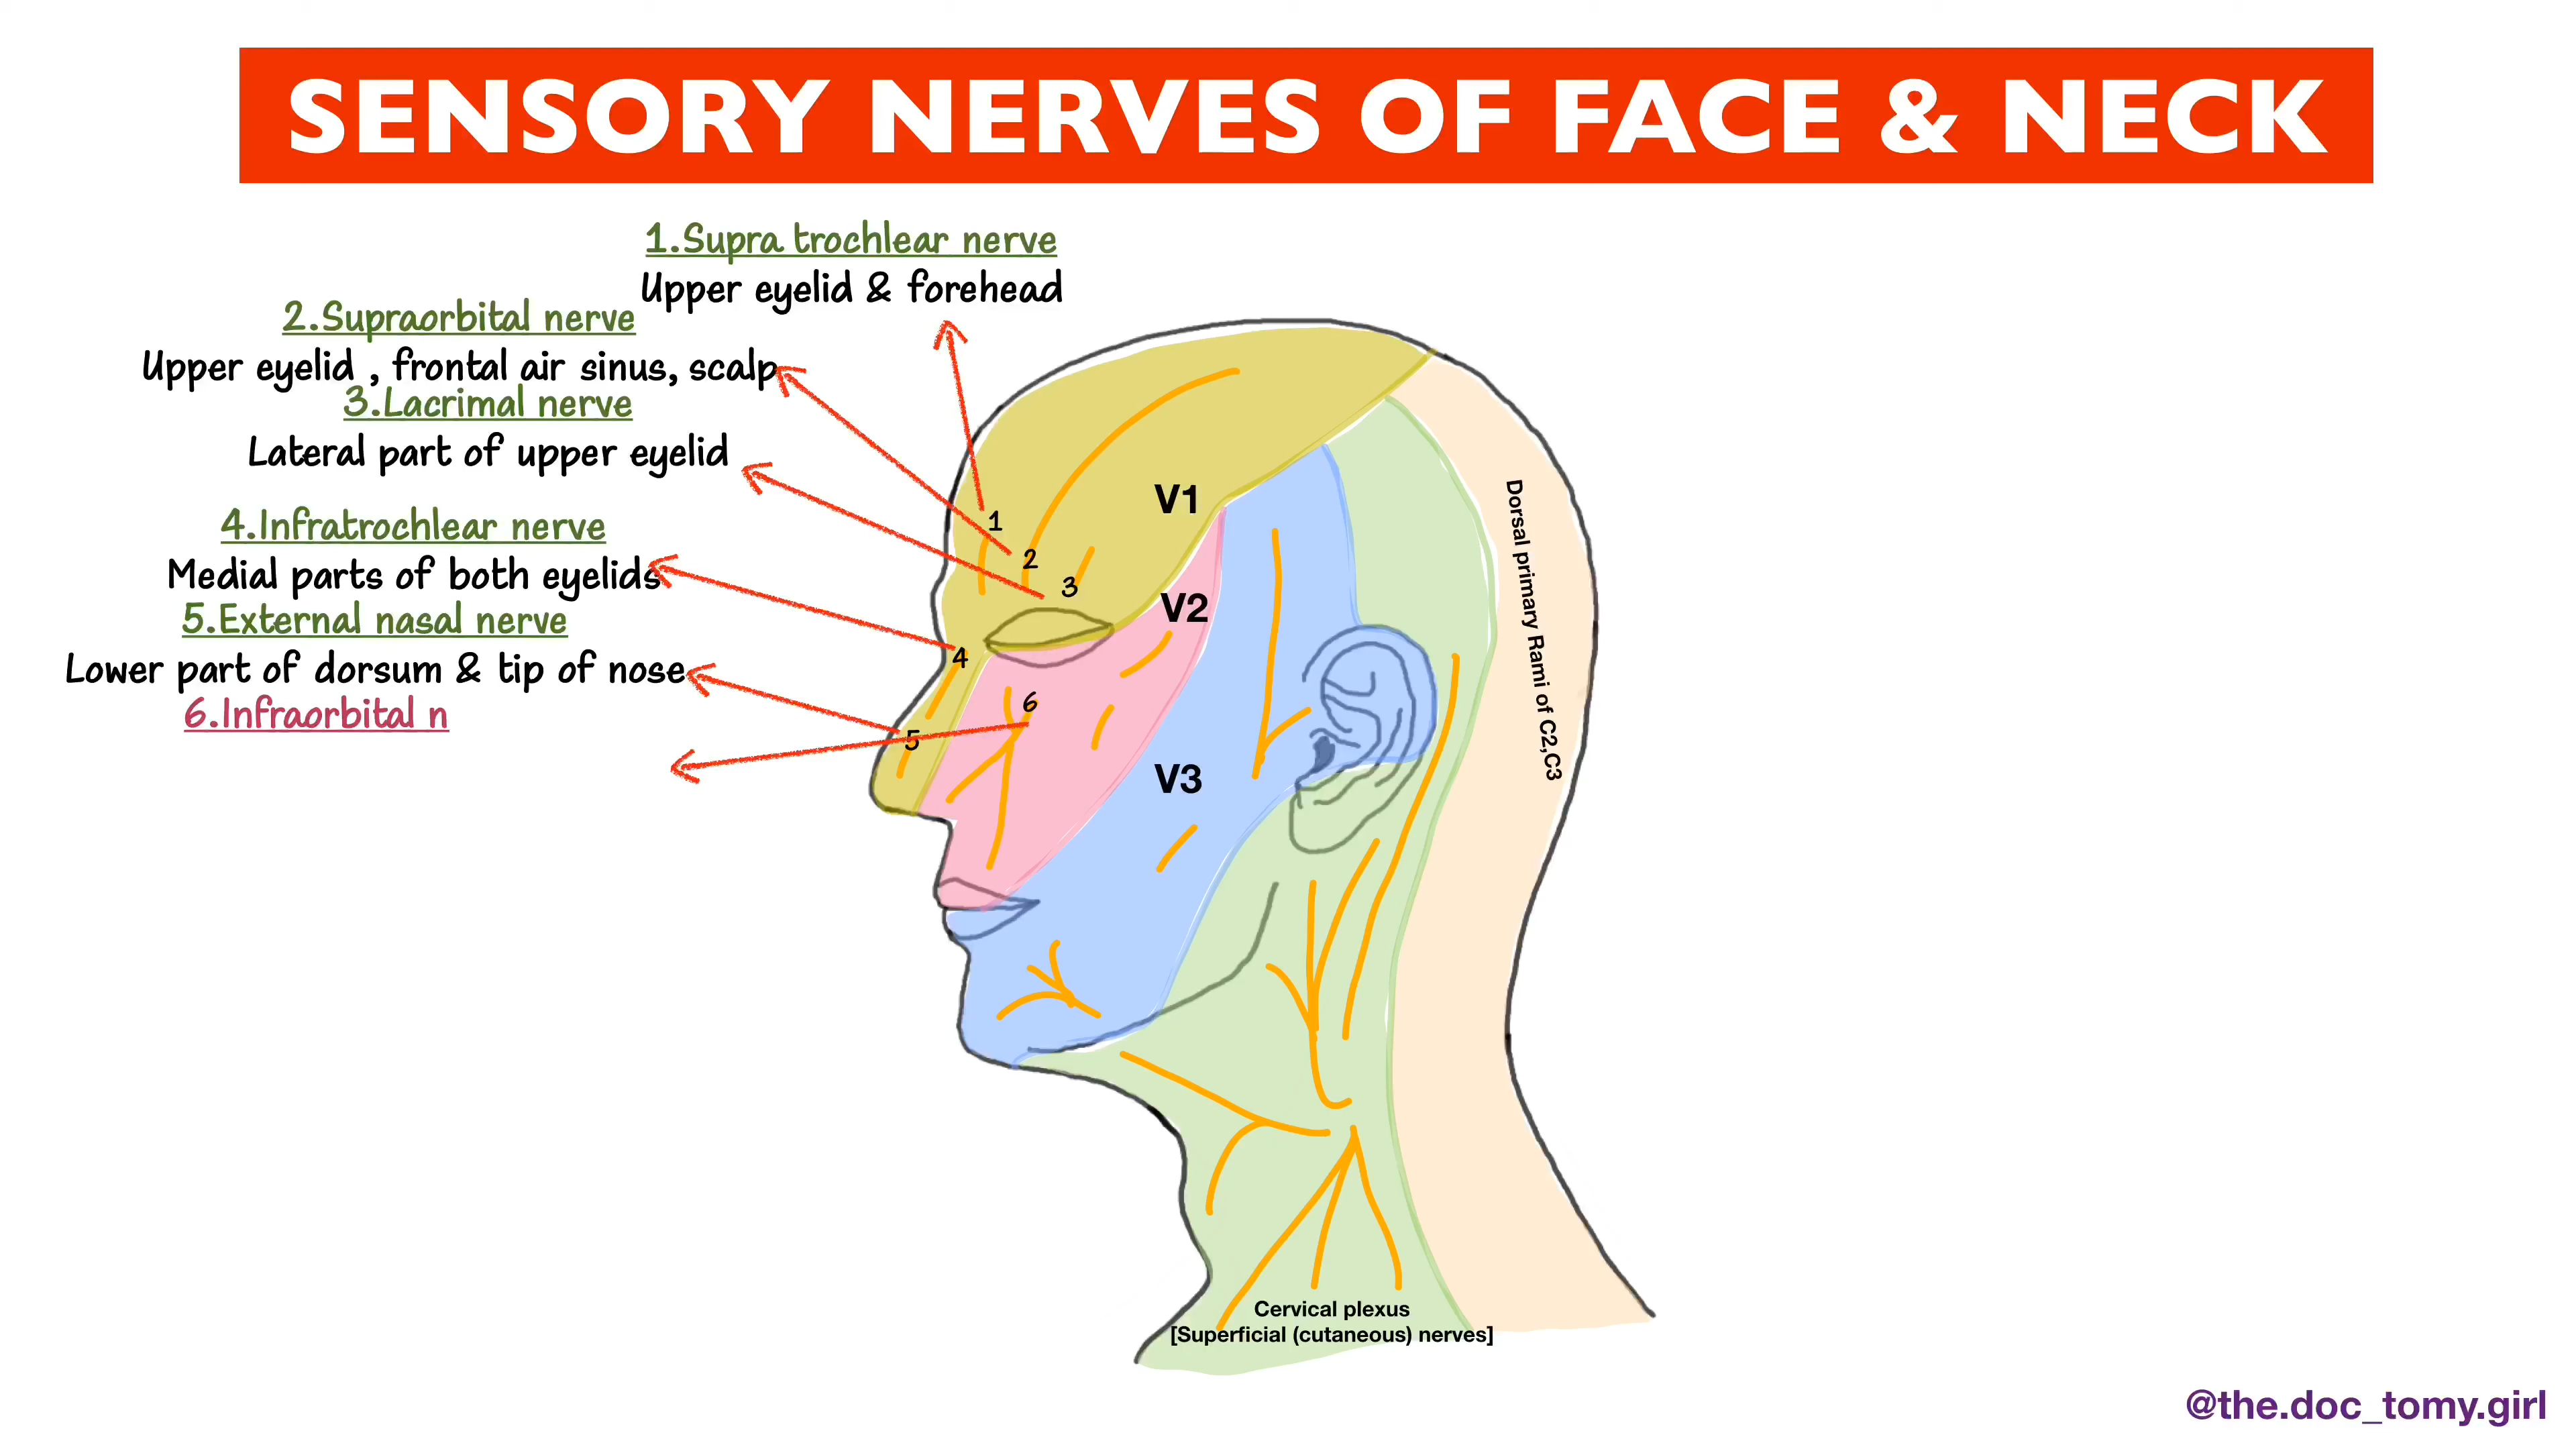 SENSORY NERVES OF FACE & NECK
1.Supra trochlear nerve
Upper eyelid & forehead
2.Supraorbital nerve
Upper eyelid , frontal air sinus, scalp
3.Lacrimal nerve
Lateral part of upper eyelid
4.Infratrochlear nerve
Medial parts of both eyelids
5.External nasal nerve
Lower part of dorsum & tip of nose
6.Infraorbital n
V1
1
2
3
V2
4
6
5
V3
Dorsal primary Rami of C2,C3
Cervical plexus
[Superficial (cutaneous) nerves]
@the.doc_tomy.girl